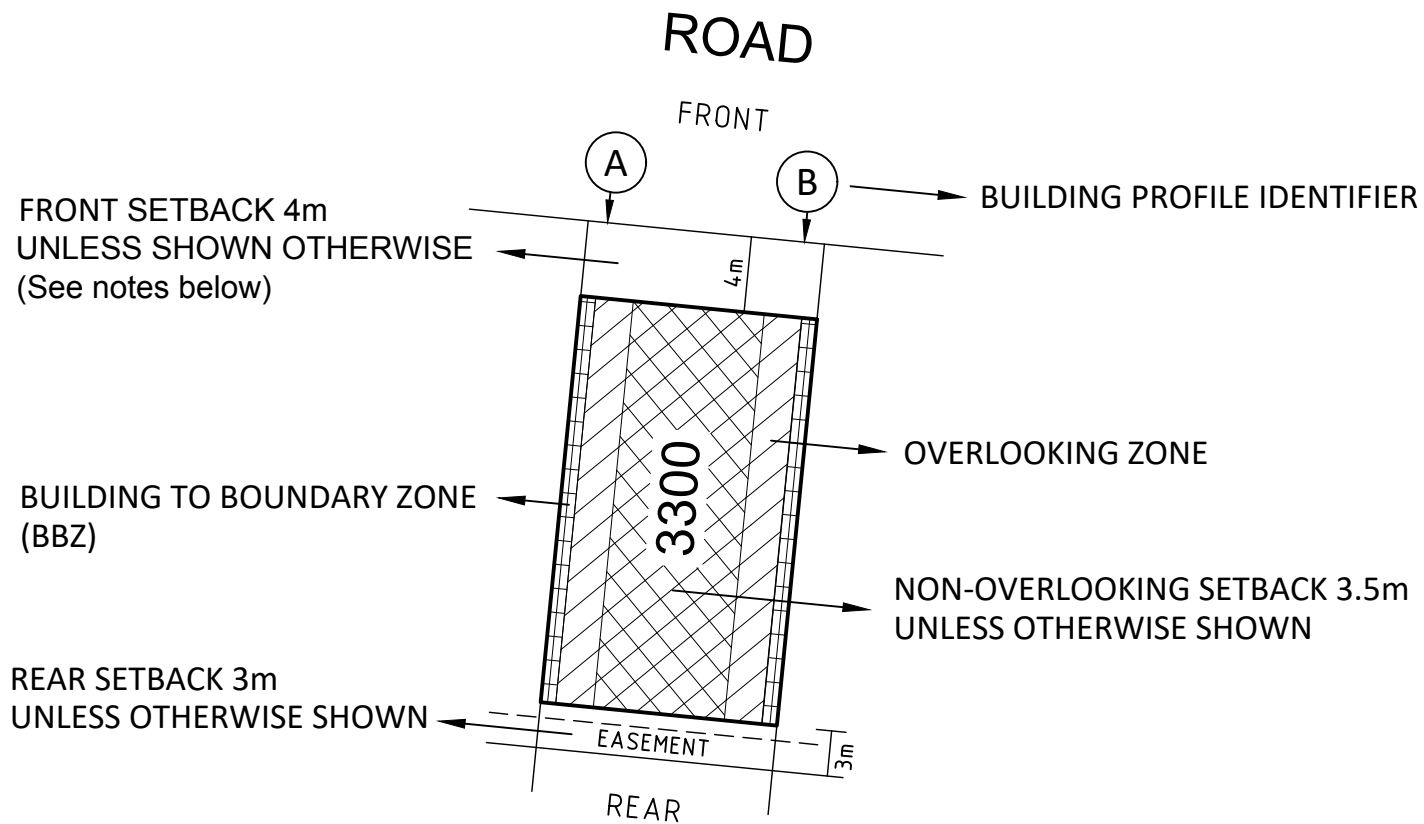 ROAD
FRONT
A
B
BUILDING PROFILE IDENTIFIER
FRONT SETBACK 4m
UNLESS SHOWN OTHERWISE
(See notes below)
4m
OVERLOOKING ZONE
3300
BUILDING TO BOUNDARY ZONE
(BBZ)
NON-OVERLOOKING SETBACK 3.5m
UNLESS OTHERWISE SHOWN
REAR SETBACK 3m
UNLESS OTHERWISE SHOWN
EASEMENT
3m
REAR